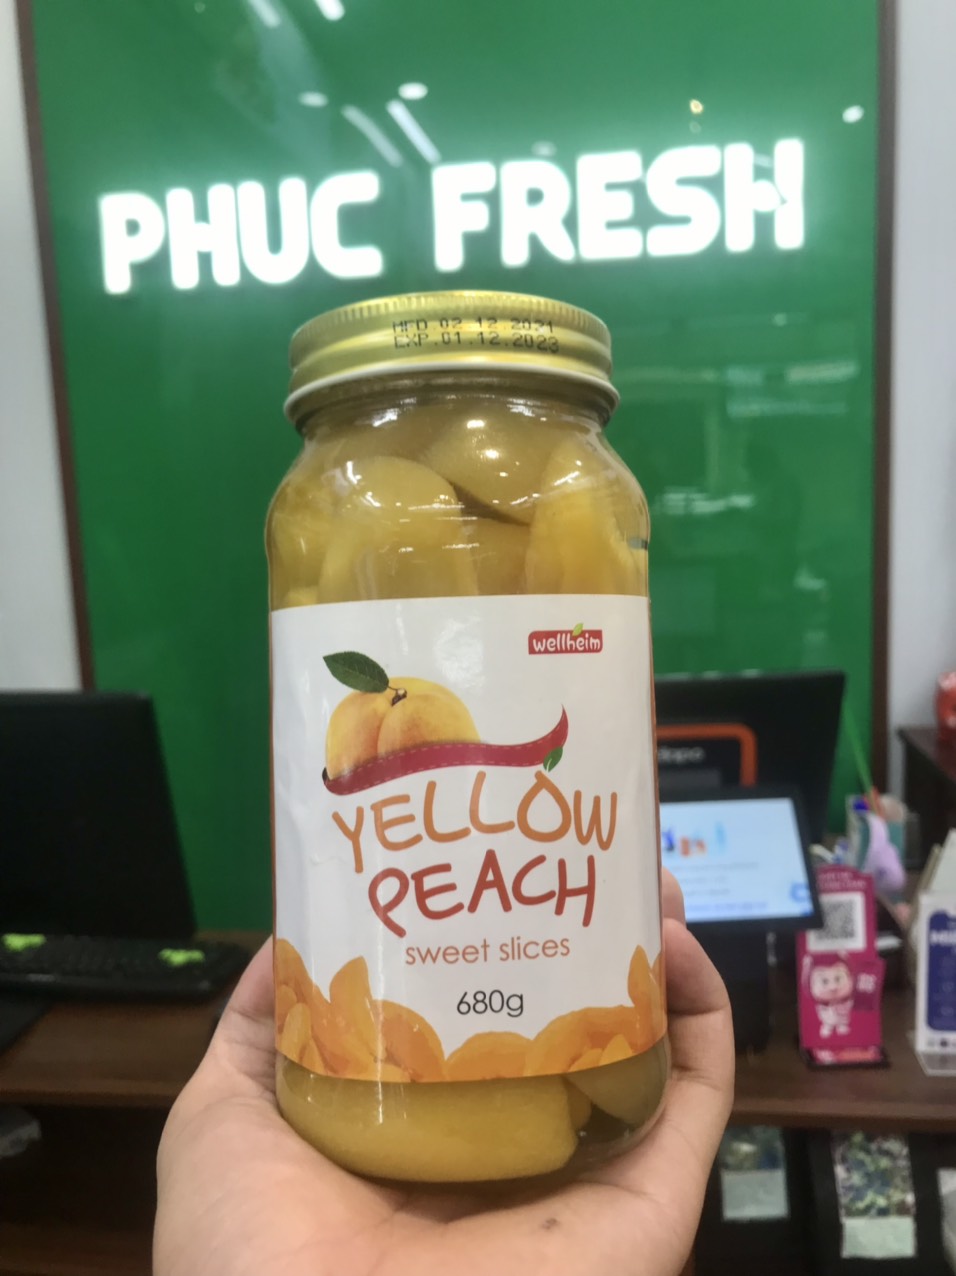 PHUC FRESH
MFD.02.12.2021
EXP.01.12.2023
wellheim
YELLOW
PEACH
sweet slices
680g